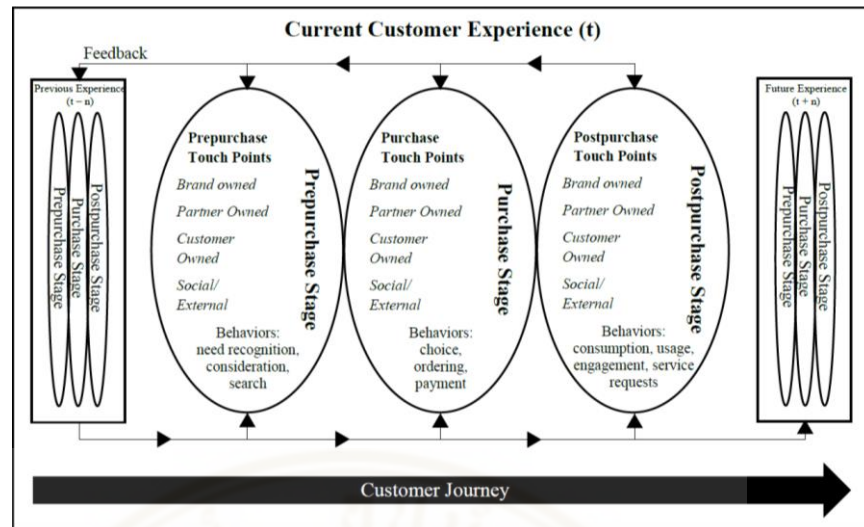 Current Customer Experience (t)
Feedback
Previous Experience
(t – n)
Prepurchase Stage
Purchase Stage
Postpurchase Stage
Prepurchase
Touch Points
Brand owned
Partner Owned
Customer
Owned
Social/
External
Behaviors:
need recognition,
consideration,
search
Prepurchase Stage
Purchase
Touch Points
Brand owned
Partner Owned
Customer
Owned
Social/
External
Behaviors:
choice,
ordering,
payment
Purchase Stage
Postpurchase
Touch Points
Brand owned
Partner Owned
Customer
Owned
Social/
External
Behaviors:
consumption, usage,
engagement, service
requests
Postpurchase Stage
Future Experience
(t + n)
Prepurchase Stage
Purchase Stage
Postpurchase Stage
Customer Journey